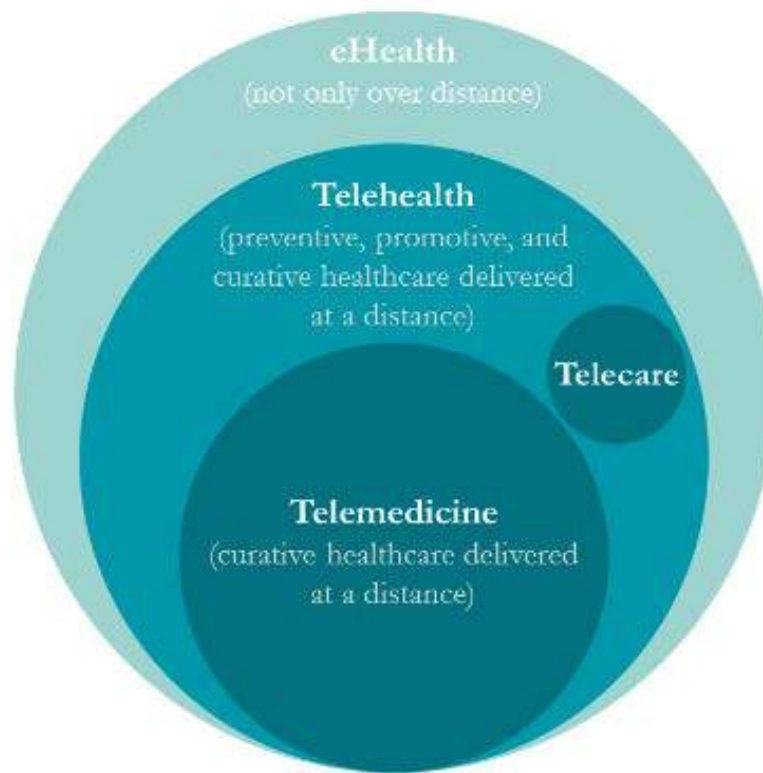 eHealth
(not only over distance)
Telehealth
(preventive, promotive, and
curative healthcare delivered
at a distance)
Telecare
Telemedicine
(curative healthcare delivered
at a distance)